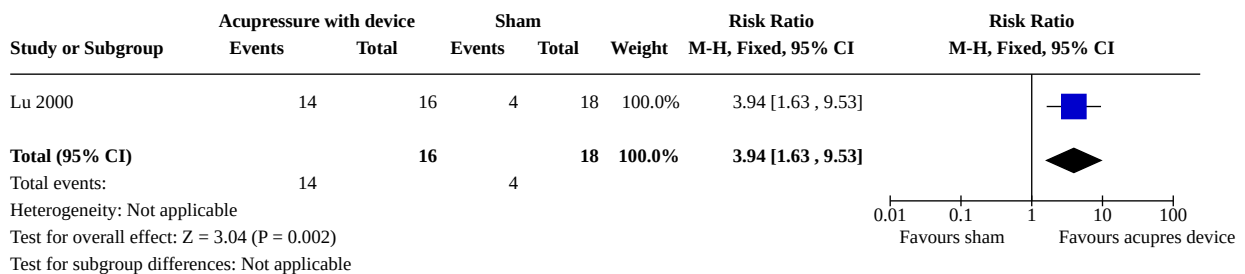 Acupressure with device Sham Risk Ratio Risk Ratio
Study or Subgroup Events Total Events Total Weight M-H, Fixed, 95% CI M-H, Fixed, 95% CI
Lu 2000 14 16 4 18 100.0% 3.94 [1.63 , 9.53]
Total (95% CI) 16 18 100.0% 3.94 [1.63 , 9.53]
Total events: 14 4
Heterogeneity: Not applicable
0.01 0.1 1 10 100
Test for overall effect: Z = 3.04 (P = 0.002) Favours sham Favours acupres device
Test for subgroup differences: Not applicable